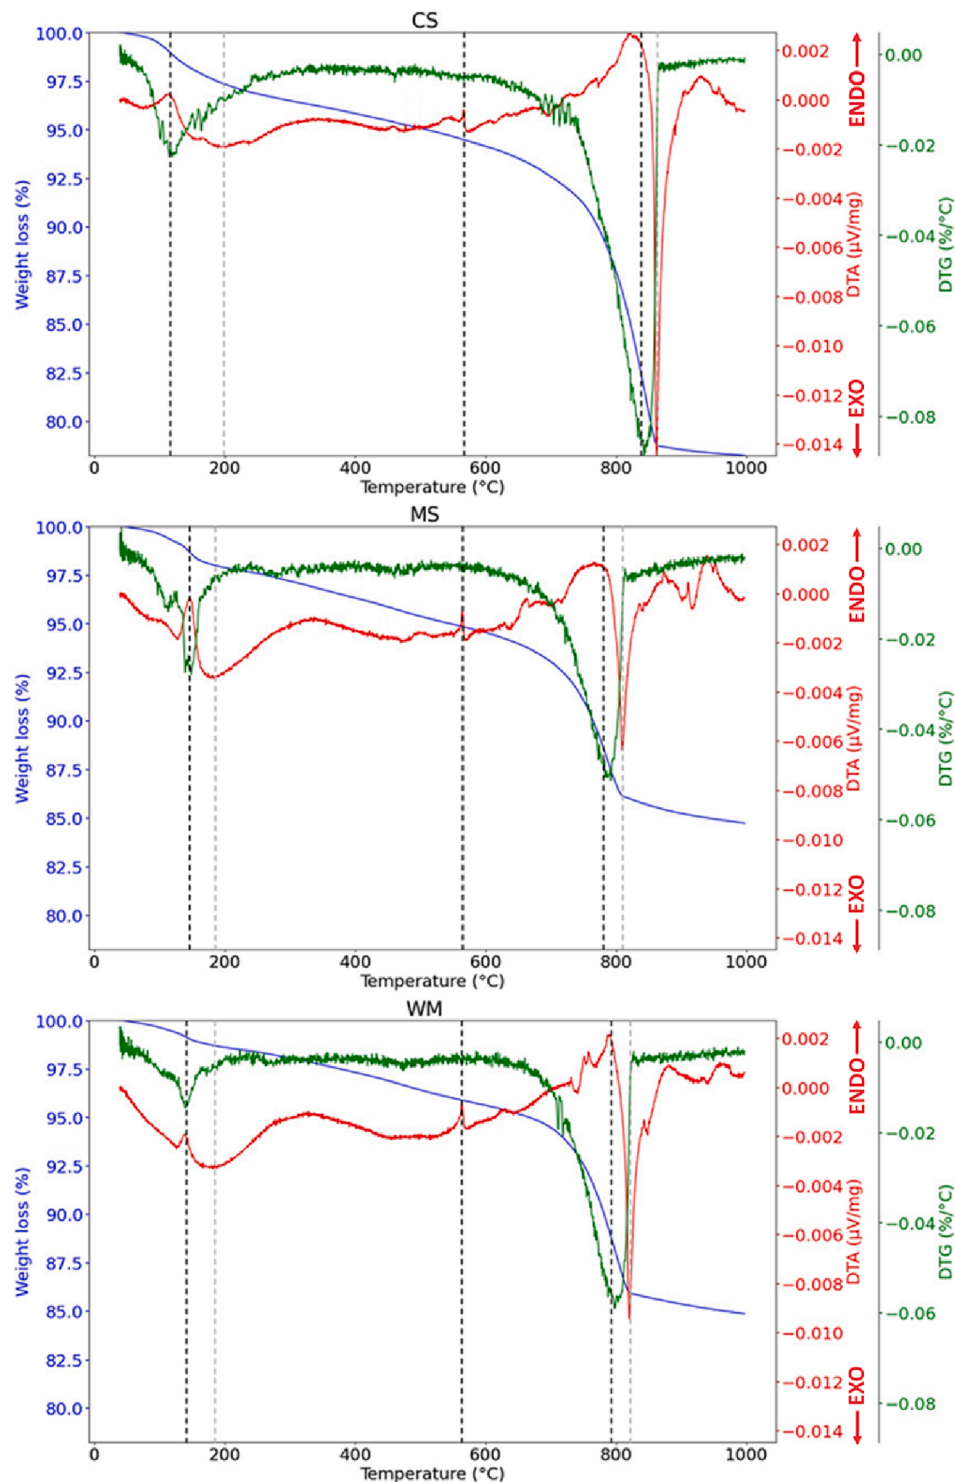 CS
100.0
97.5
95.0
92.5
90.0
87.5
85.0
82.5
80.0
Weight loss (%)
0.002
0.000
−0.002
−0.004
−0.006
−0.008
−0.010
−0.012
−0.014
DTA (μV/mg)
ENDO
EXO
0.00
−0.02
−0.04
−0.06
−0.08
DTG (%/°C)
0 200 400 600 800 1000
Temperature (°C)
MS
100.0
97.5
95.0
92.5
90.0
87.5
85.0
82.5
80.0
Weight loss (%)
0.002
0.000
−0.002
−0.004
−0.006
−0.008
−0.010
−0.012
−0.014
DTA (μV/mg)
ENDO
EXO
0.00
−0.02
−0.04
−0.06
−0.08
DTG (%/°C)
0 200 400 600 800 1000
Temperature (°C)
WM
100.0
97.5
95.0
92.5
90.0
87.5
85.0
82.5
80.0
Weight loss (%)
0.002
0.000
−0.002
−0.004
−0.006
−0.008
−0.010
−0.012
−0.014
DTA (μV/mg)
ENDO
EXO
0.00
−0.02
−0.04
−0.06
−0.08
DTG (%/°C)
0 200 400 600 800 1000
Temperature (°C)